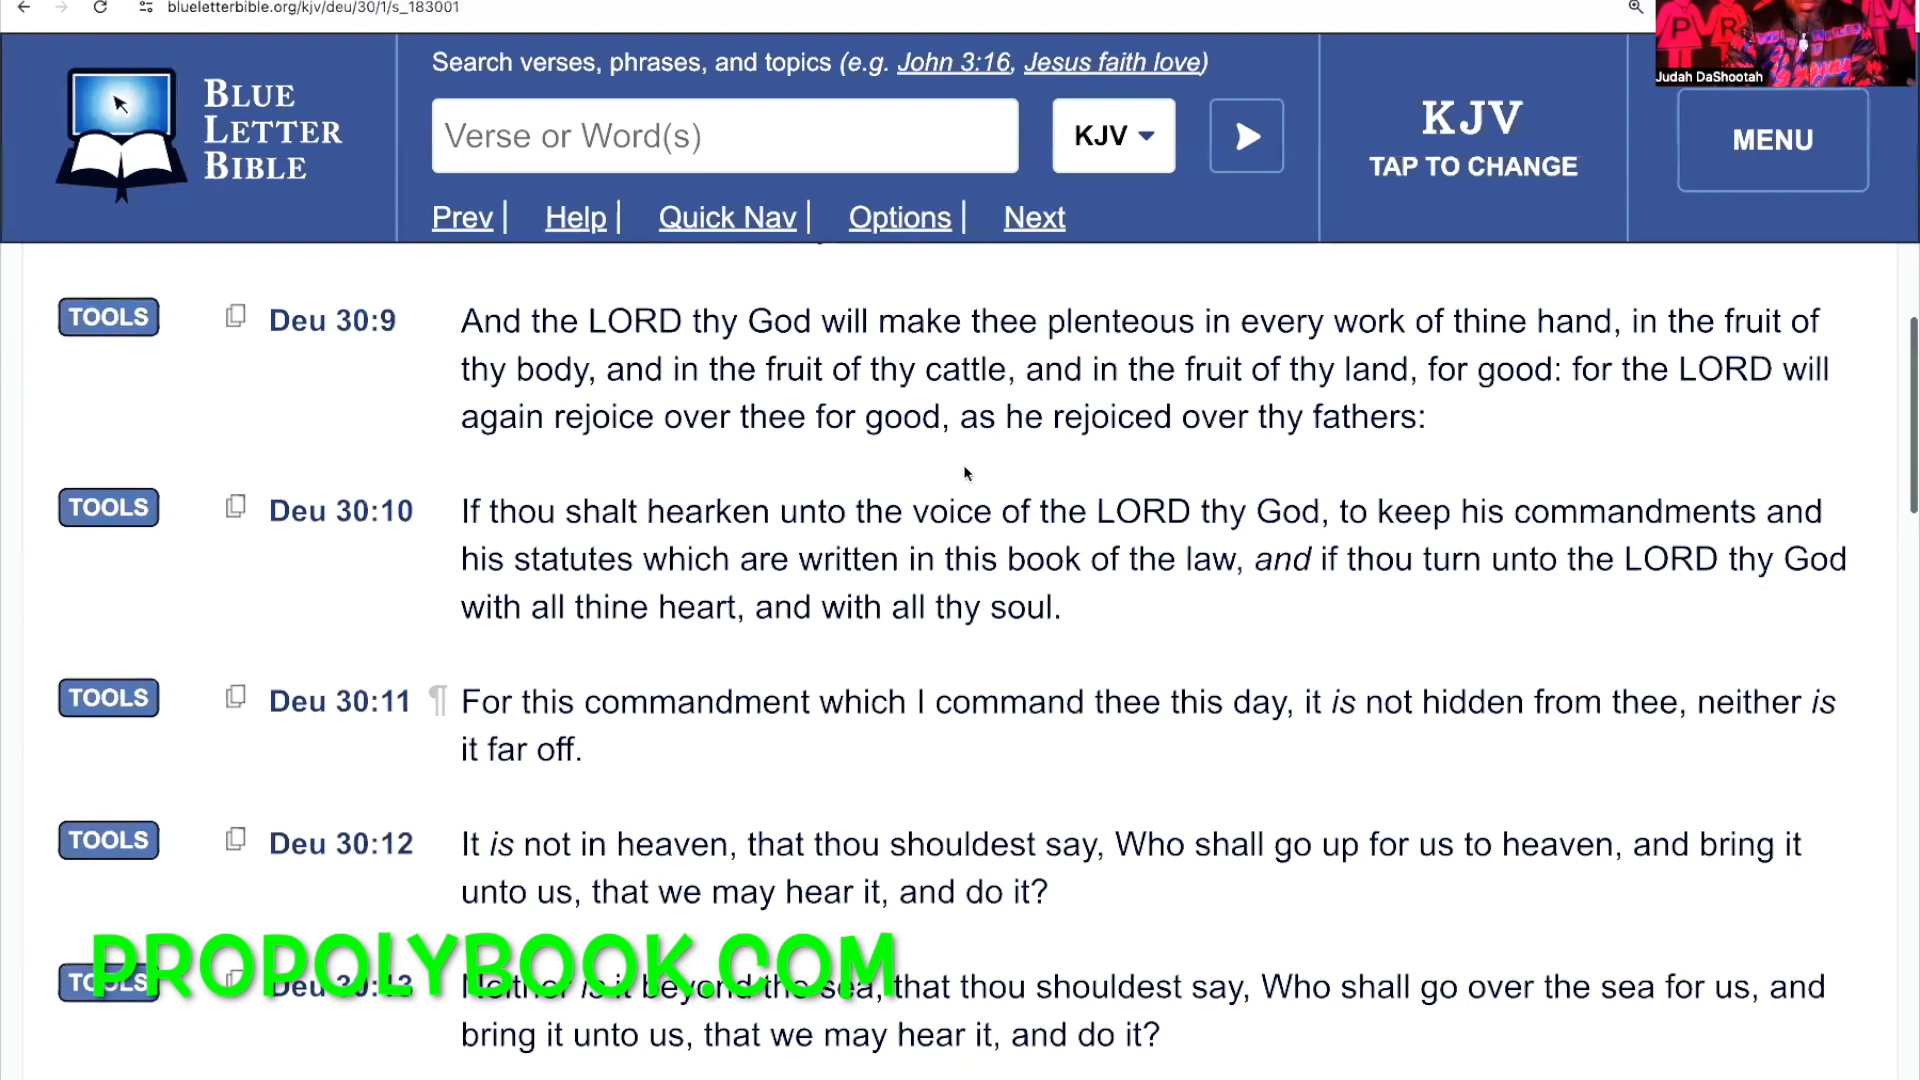 blueletterbible.org/kjv/deu/30/1/s_183001
Judah DaShootah
BLUE
LETTER
BIBLE
Search verses, phrases, and topics (e.g. John 3:16, Jesus faith love)
Verse or Word(s)
KJV
KJV
TAP TO CHANGE
MENU
Prev | Help | Quick Nav | Options | Next
TOOLS Deu 30:9 And the LORD thy God will make thee plenteous in every work of thine hand, in the fruit of
thy body, and in the fruit of thy cattle, and in the fruit of thy land, for good: for the LORD will
again rejoice over thee for good, as he rejoiced over thy fathers:
TOOLS Deu 30:10 If thou shalt hearken unto the voice of the LORD thy God, to keep his commandments and
his statutes which are written in this book of the law, and if thou turn unto the LORD thy God
with all thine heart, and with all thy soul.
TOOLS Deu 30:11 ¶ For this commandment which I command thee this day, it is not hidden from thee, neither is
it far off.
TOOLS Deu 30:12 It is not in heaven, that thou shouldest say, Who shall go up for us to heaven, and bring it
unto us, that we may hear it, and do it?
PROPOLYBOOK.COM
TOOLS Deu 30:13 Neither is it beyond the sea, that thou shouldest say, Who shall go over the sea for us, and
bring it unto us, that we may hear it, and do it?